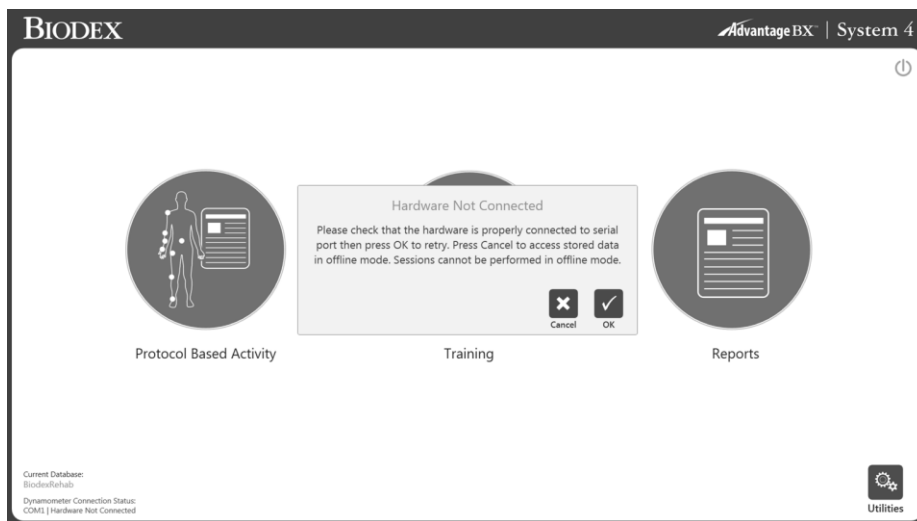 BIODEX
Advantage BX™ | System 4
Hardware Not Connected
Please check that the hardware is properly connected to serial
port then press OK to retry. Press Cancel to access stored data
in offline mode. Sessions cannot be performed in offline mode.
Cancel OK
Protocol Based Activity
Training
Reports
Current Database:
BiodexRehab
Dynamometer Connection Status:
COM1 | Hardware Not Connected
Utilities